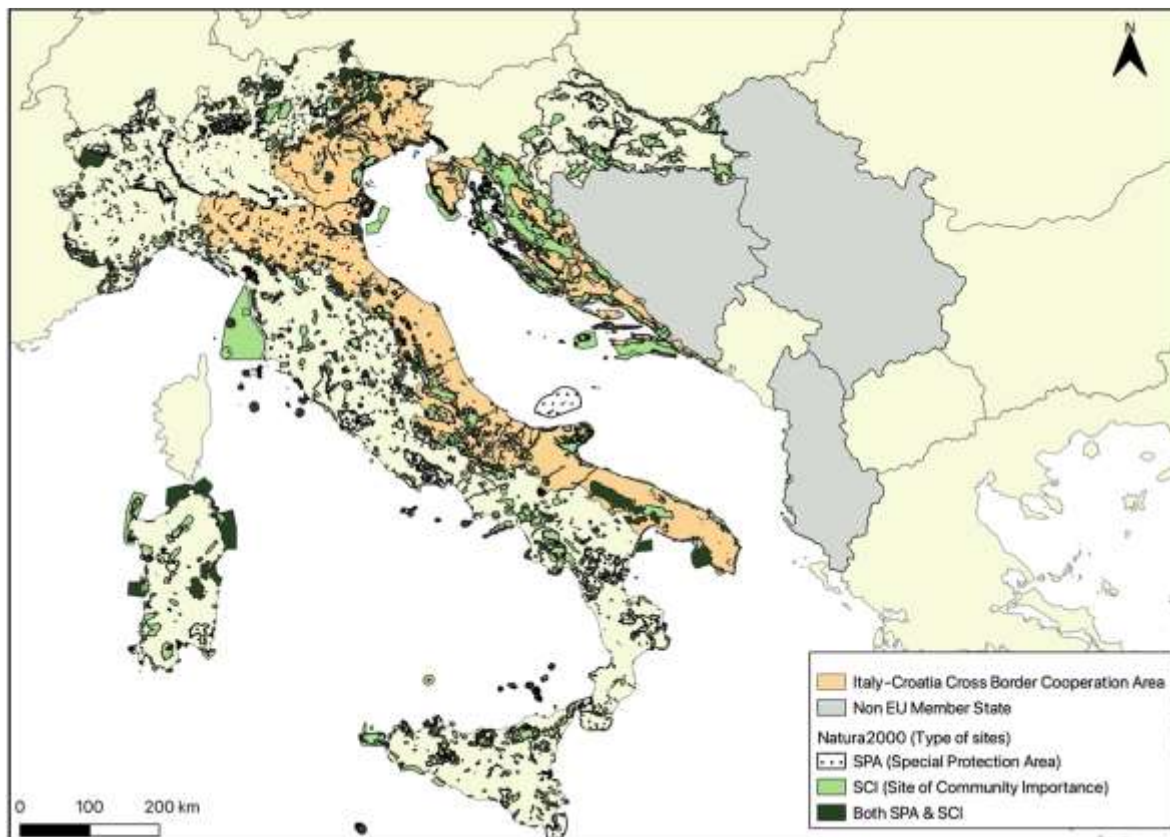 N
Italy-Croatia Cross Border Cooperation Area
Non EU Member State
Natura2000 (Type of sites)
SPA (Special Protection Area)
SCI (Site of Community Importance)
Both SPA & SCI
0 100 200 km